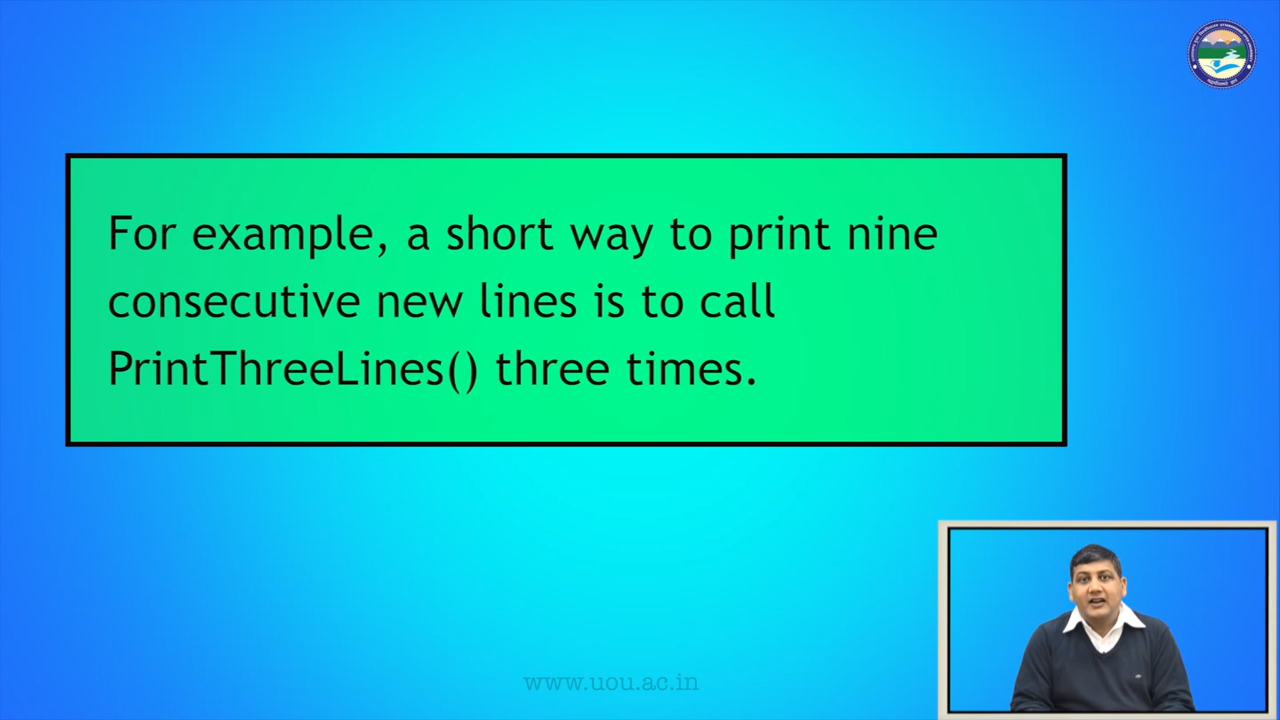 For example, a short way to print nine
consecutive new lines is to call
PrintThreeLines() three times.
www.uou.ac.in